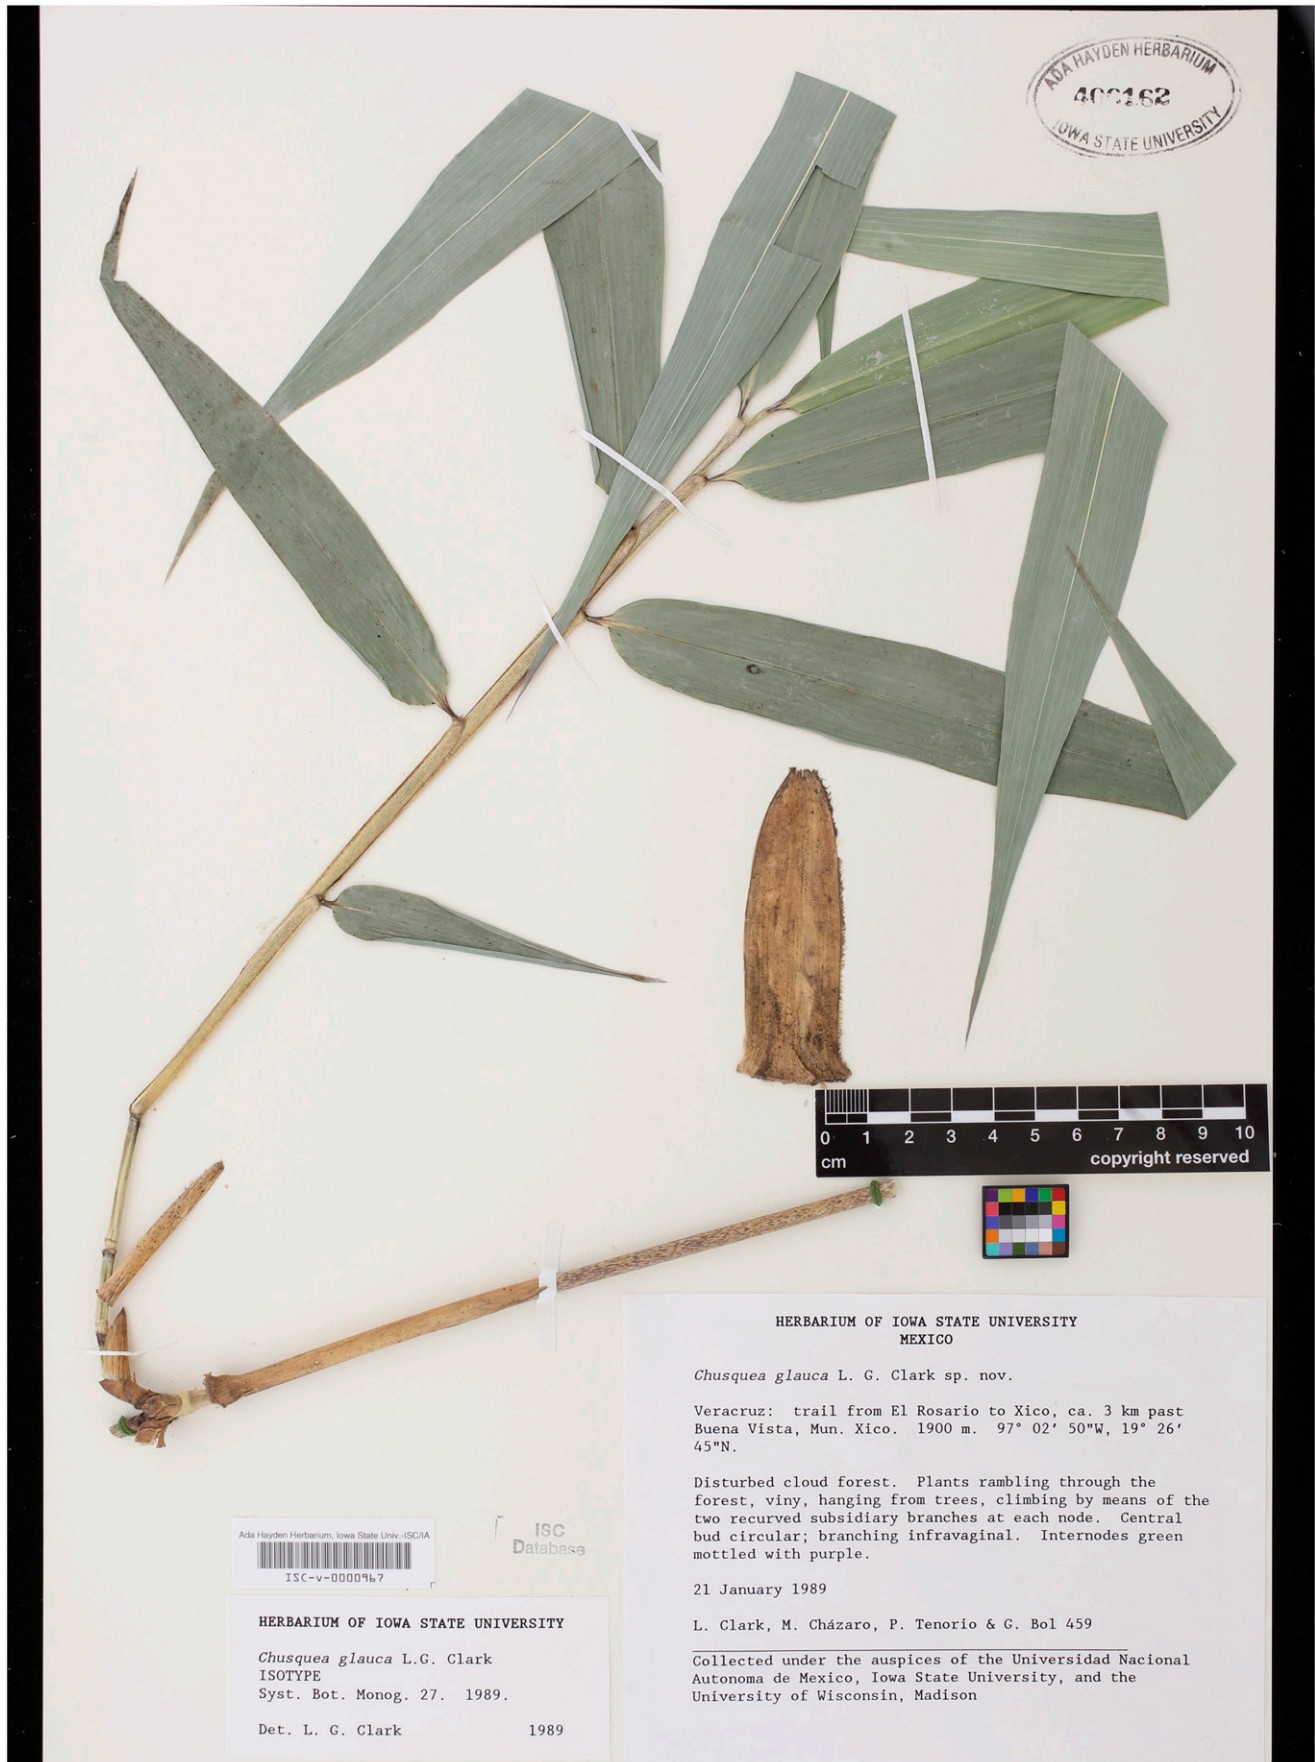 ADA HAYDEN HERBARIUM
IOWA STATE UNIVERSITY
0 1 2 3 4 5 6 7 8 9 10
cm
copyright reserved
HERBARIUM OF IOWA STATE UNIVERSITY
MEXICO
Chusquea glauca L. G. Clark sp. nov.
Veracruz: trail from El Rosario to Xico, ca. 3 km past
Buena Vista, Mun. Xico. 1900 m. 97° 02' 50"W, 19° 26'
45"N.
Disturbed cloud forest. Plants rambling through the
forest, viny, hanging from trees, climbing by means of the
two recurved subsidiary branches at each node. Central
bud circular; branching infravaginal. Internodes green
mottled with purple.
21 January 1989
L. Clark, M. Cházaro, P. Tenorio & G. Bol 459
Collected under the auspices of the Universidad Nacional
Autonoma de Mexico, Iowa State University, and the
University of Wisconsin, Madison
ISC
Database
Ada Hayden Herbarium, Iowa State Univ.-ISC/IA
ISC-v-0000967
HERBARIUM OF IOWA STATE UNIVERSITY
Chusquea glauca L.G. Clark
ISOTYPE
Syst. Bot. Monog. 27. 1989.
Det. L. G. Clark 1989